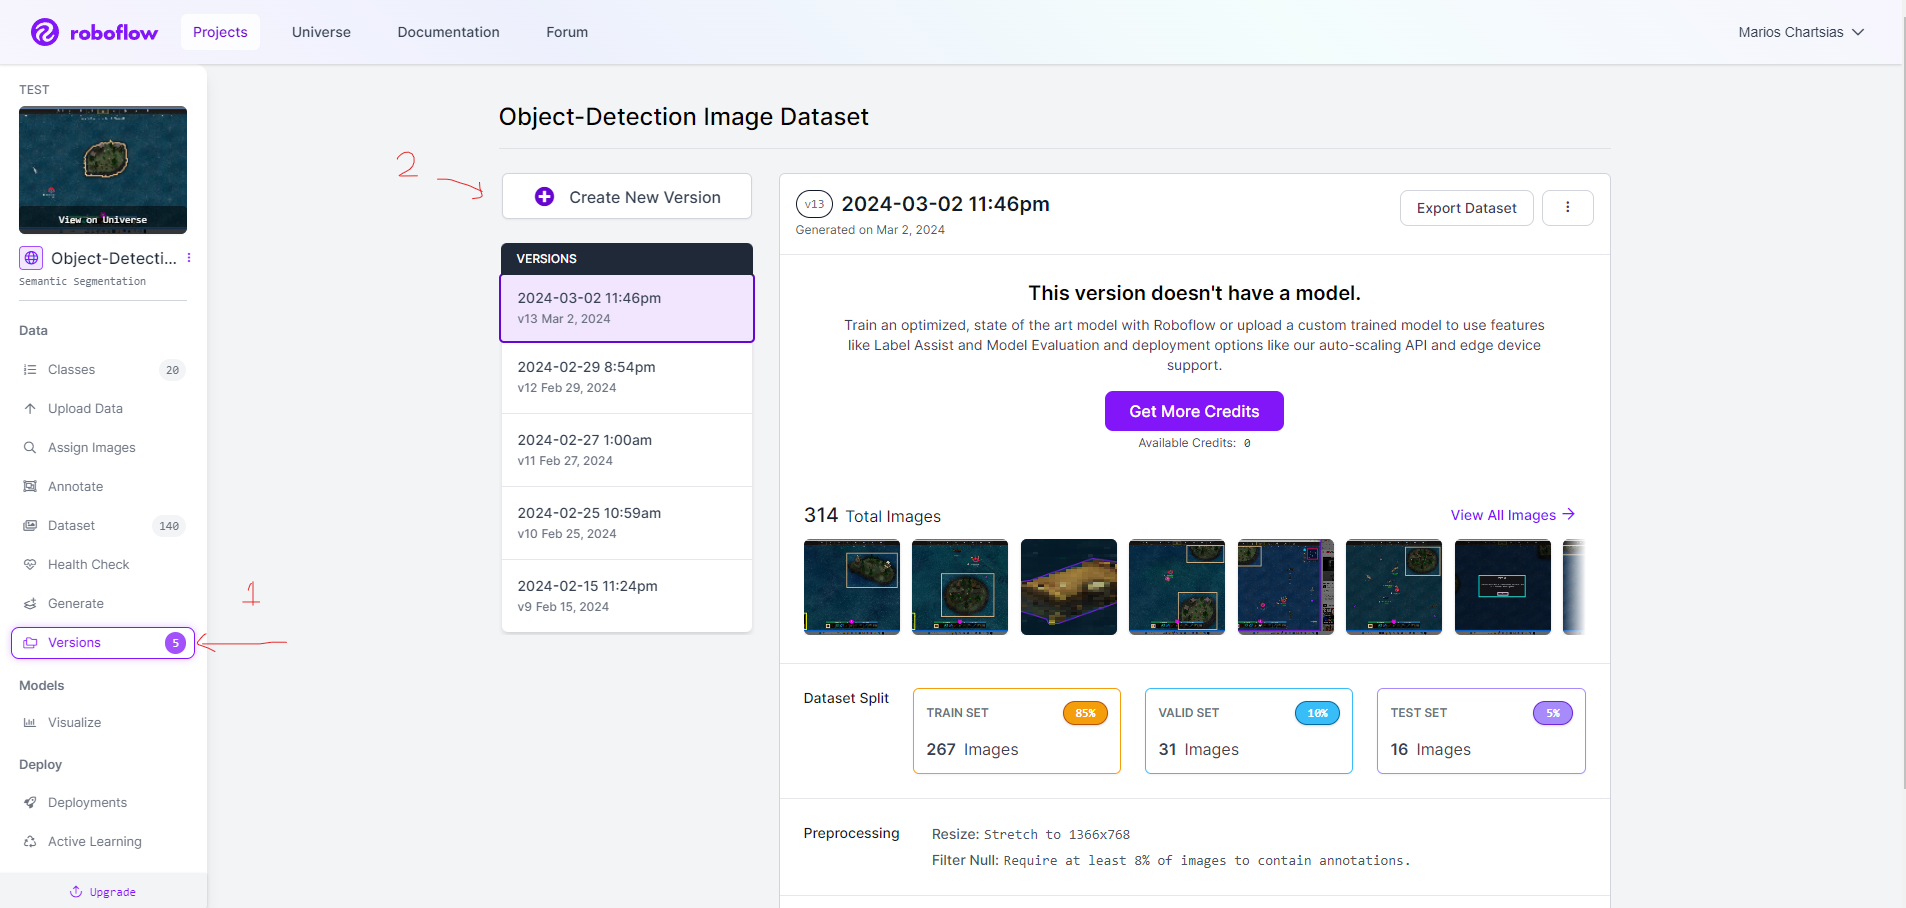 roboflow
Projects
Universe
Documentation
Forum
Marios Chartsias
TEST
View on Universe
Object-Detecti...
Semantic Segmentation
Data
Classes 20
Upload Data
Assign Images
Annotate
Dataset 140
Health Check
Generate
Versions 5
Models
Visualize
Deploy
Deployments
Active Learning
Upgrade
1
2
Object-Detection Image Dataset
Create New Version
VERSIONS
2024-03-02 11:46pm
v13 Mar 2, 2024
2024-02-29 8:54pm
v12 Feb 29, 2024
2024-02-27 1:00am
v11 Feb 27, 2024
2024-02-25 10:59am
v10 Feb 25, 2024
2024-02-15 11:24pm
v9 Feb 15, 2024
v13 2024-03-02 11:46pm
Generated on Mar 2, 2024
Export Dataset
This version doesn't have a model.
Train an optimized, state of the art model with Roboflow or upload a custom trained model to use features
like Label Assist and Model Evaluation and deployment options like our auto-scaling API and edge device
support.
Get More Credits
Available Credits: 0
314 Total Images
View All Images →
Dataset Split
TRAIN SET 85%
267 Images
VALID SET 10%
31 Images
TEST SET 5%
16 Images
Preprocessing
Resize: Stretch to 1366x768
Filter Null: Require at least 8% of images to contain annotations.